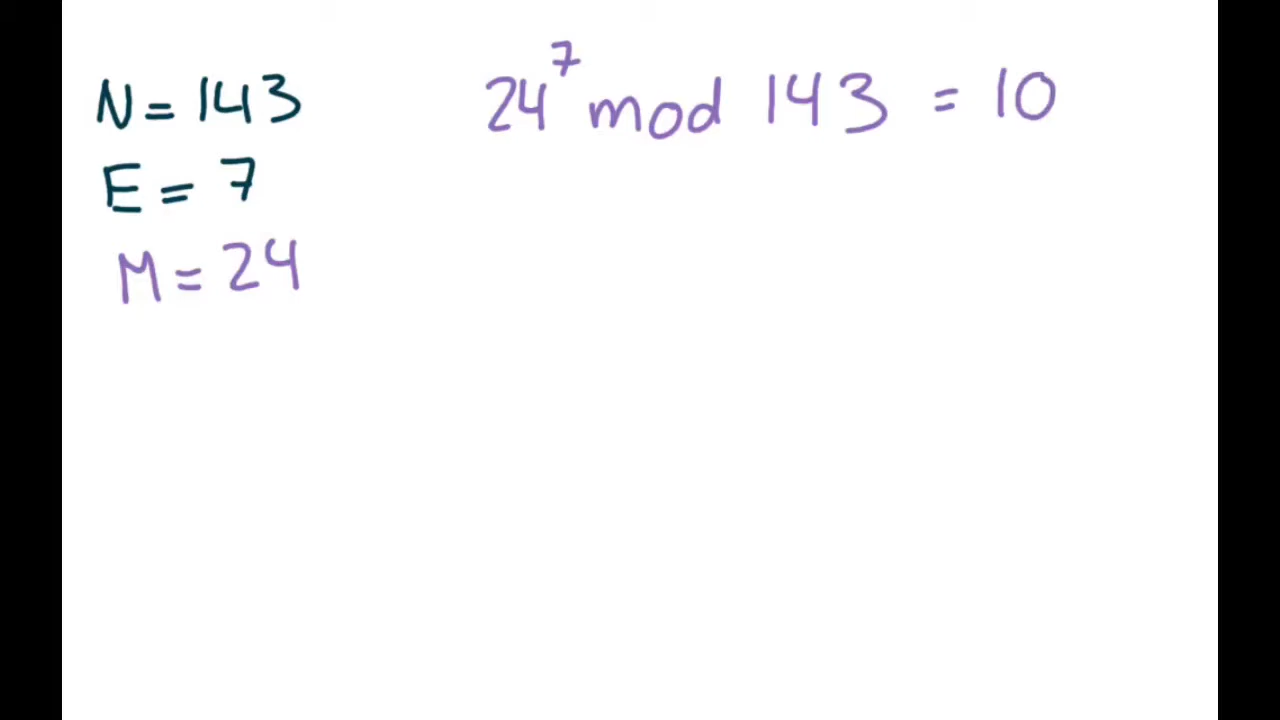 N = 143
E = 7
M = 24
24⁷ mod 143 = 10